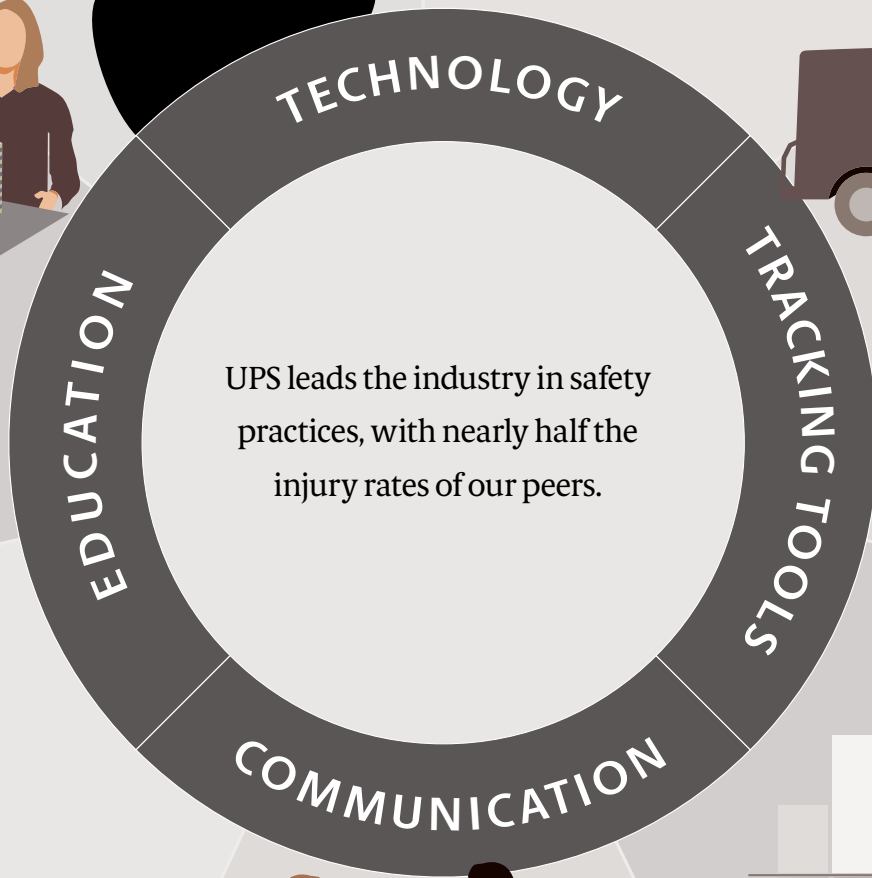 TECHNOLOGY
TRACKING TOOLS
EDUCATION
UPS leads the industry in safety
practices, with nearly half the
injury rates of our peers.
COMMUNICATION